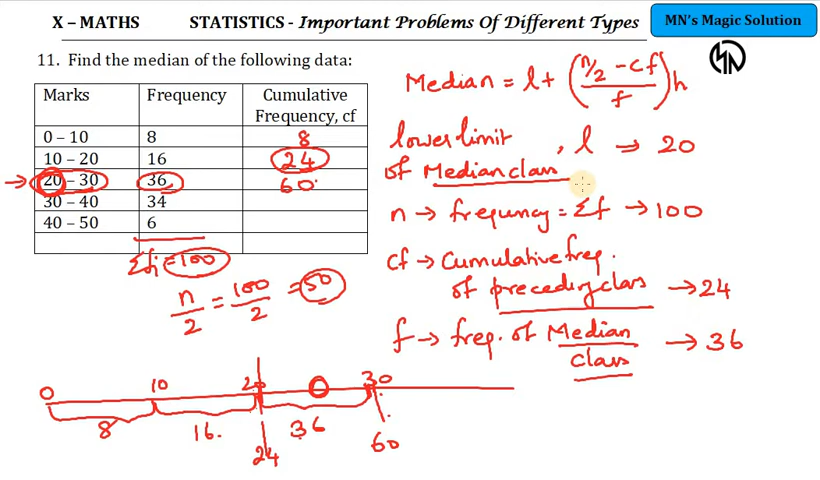 X – MATHS STATISTICS - Important Problems Of Different Types
MN's Magic Solution
11. Find the median of the following data:
Marks Frequency Cumulative Frequency, cf
0 – 10 8 8
10 – 20 16 24
20 – 30 36 60
30 – 40 34
40 – 50 6
Σfi = 100
n/2 = 100/2 = 50
Median = l + (n/2 - cf / f) h
lower limit , l → 20
of Median class
n → frequncy = Σf → 100
cf → Cumulative freq.
of preceding class → 24
f → freq. of Median class → 36
0 10 20 30
8 16. 36
24 60